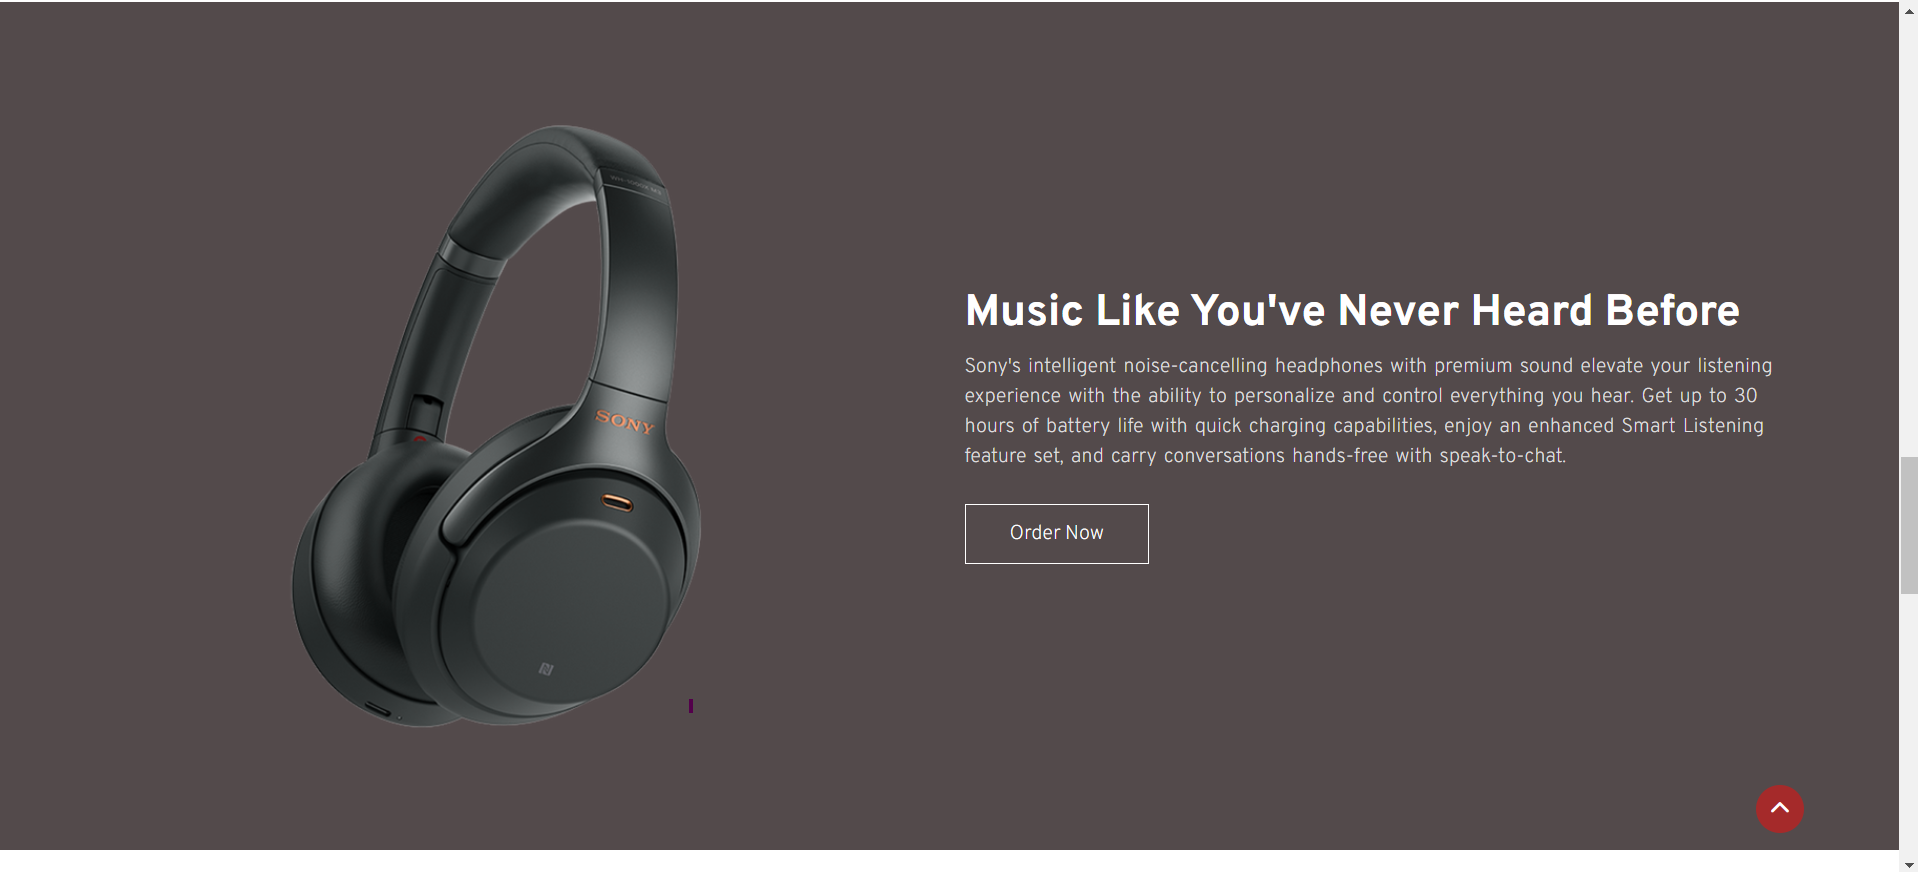 SONY
Music Like You've Never Heard Before
Sony's intelligent noise-cancelling headphones with premium sound elevate your listening
experience with the ability to personalize and control everything you hear. Get up to 30
hours of battery life with quick charging capabilities, enjoy an enhanced Smart Listening
feature set, and carry conversations hands-free with speak-to-chat.
Order Now